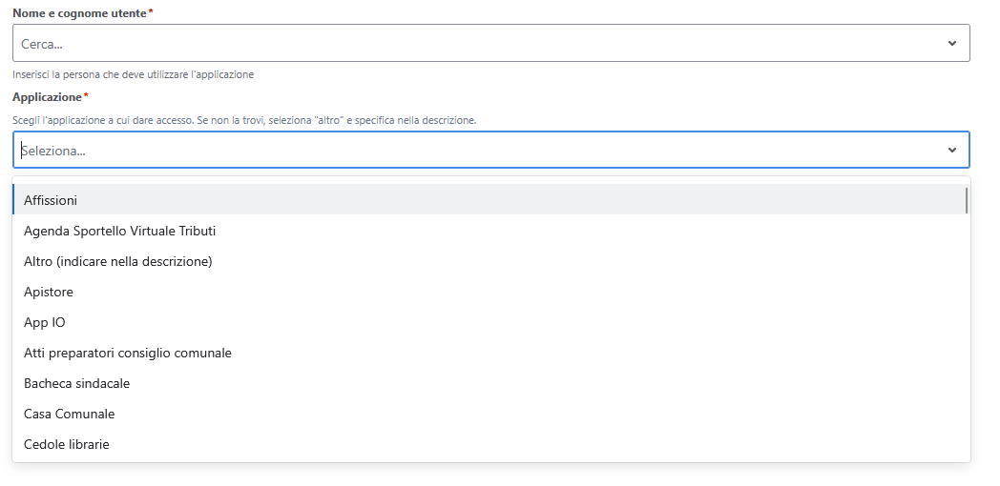 Nome e cognome utente*
Cerca...
Inserisci la persona che deve utilizzare l'applicazione
Applicazione*
Scegli l'applicazione a cui dare accesso. Se non la trovi, seleziona "altro" e specifica nella descrizione.
Seleziona...
Affissioni
Agenda Sportello Virtuale Tributi
Altro (indicare nella descrizione)
Apistore
App IO
Atti preparatori consiglio comunale
Bacheca sindacale
Casa Comunale
Cedole librarie